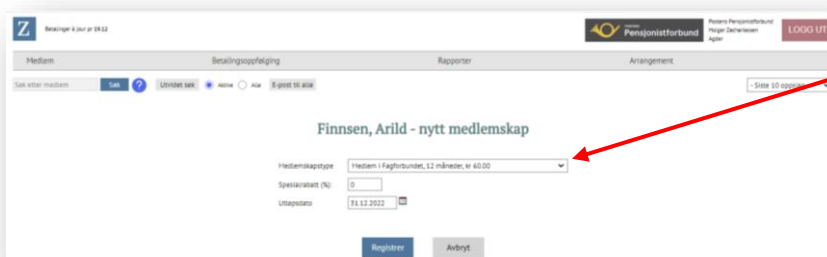 Z
Betalinger à jour pr 19.12
Postens
Pensjonistforbund
Postens Pensjonistforbund
Holger Zachariassen
Agder
LOGG UT
Medlem Betalingsoppfølging Rapporter Arrangement
Søk etter medlem Søk ? Utvidet søk Aktive Alle E-post til alle - Siste 10 oppslag -
Finnsen, Arild - nytt medlemskap
Medlemskapstype Medlem i Fagforbundet, 12 måneder, kr 60.00
Spesialrabatt (%): 0
Utløpsdato 31.12.2022
Registrer Avbryt